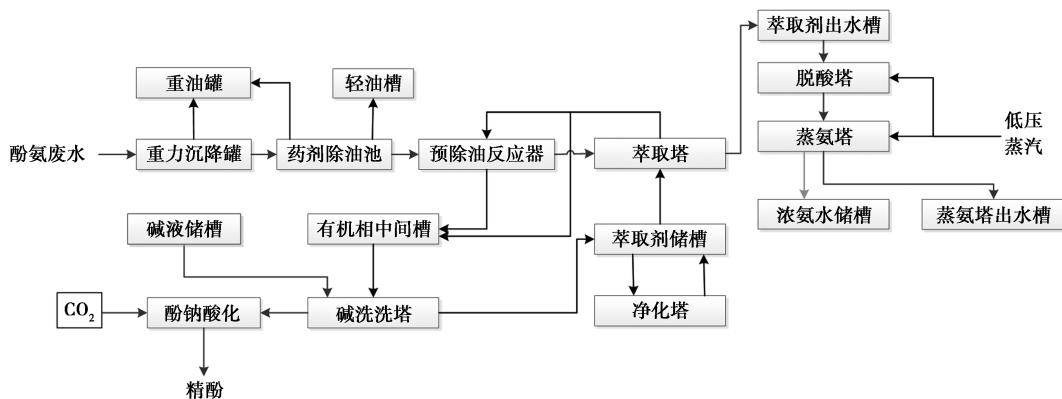 萃取剂出水槽
重油罐
轻油槽
脱酸塔
低压
蒸汽
酚氨废水
重力沉降罐
药剂除油池
预除油反应器
萃取塔
蒸氨塔
碱液储槽
有机相中间槽
萃取剂储槽
浓氨水储槽
蒸氨塔出水槽
CO₂
酚钠酸化
碱洗洗塔
净化塔
精酚